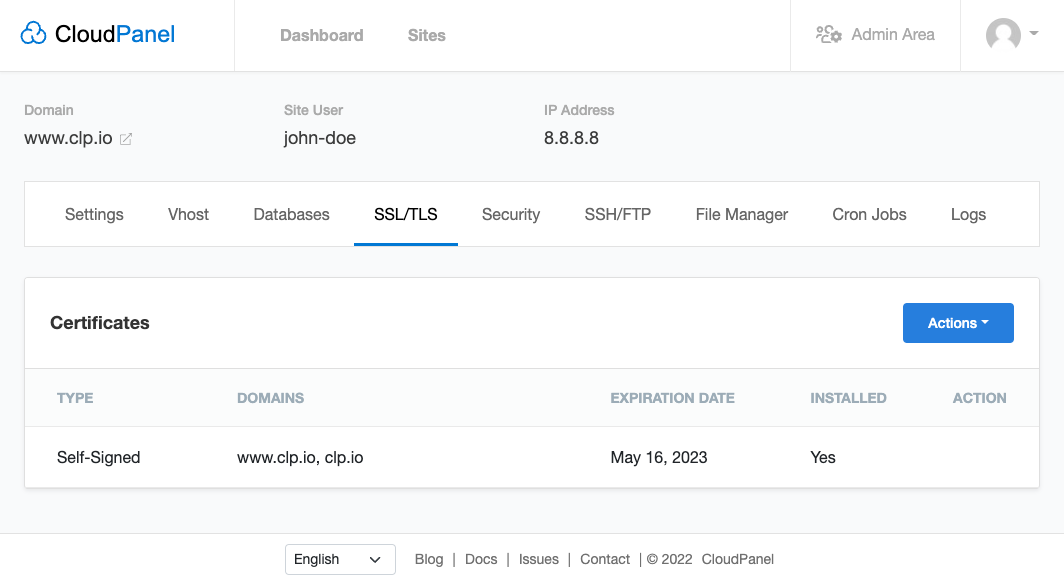 CloudPanel Dashboard Sites Admin Area
Domain Site User IP Address
www.clp.io john-doe 8.8.8.8
Settings Vhost Databases SSL/TLS Security SSH/FTP File Manager Cron Jobs Logs
Certificates Actions
TYPE DOMAINS EXPIRATION DATE INSTALLED ACTION
Self-Signed www.clp.io, clp.io May 16, 2023 Yes
English Blog | Docs | Issues | Contact | © 2022 CloudPanel